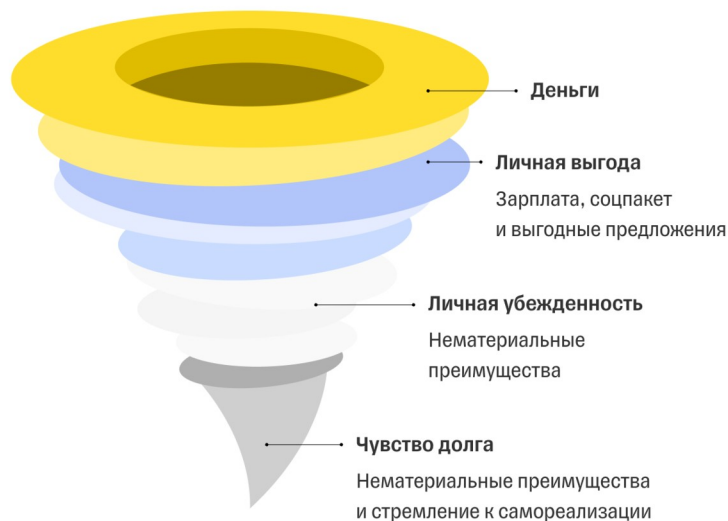 Деньги
Личная выгода
Зарплата, соцпакет
и выгодные предложения
Личная убежденность
Нематериальные
преимущества
Чувство долга
Нематериальные преимущества
и стремление к самореализации